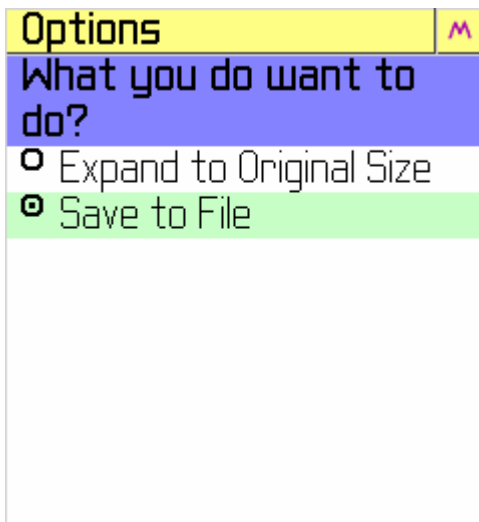 Options M
What you do want to
do?
Expand to Original Size
Save to File